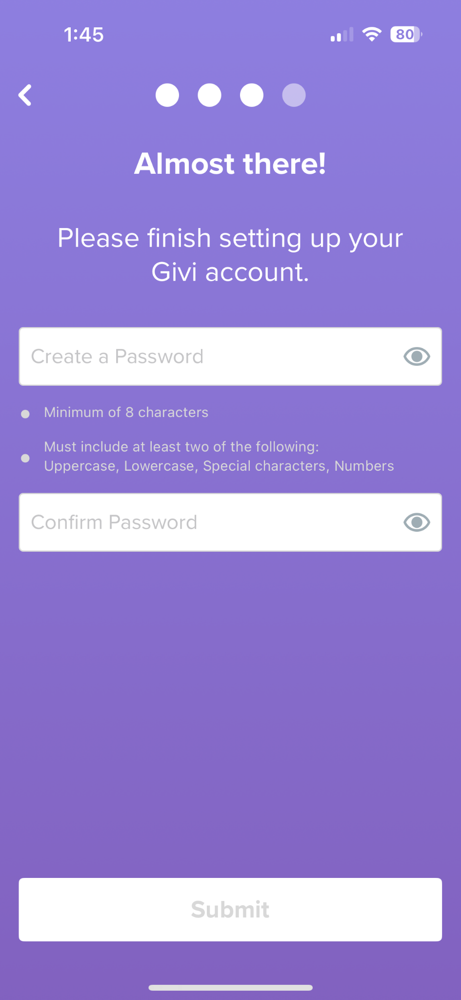 1:45
80
Almost there!
Please finish setting up your
Givi account.
Create a Password
Minimum of 8 characters
Must include at least two of the following:
Uppercase, Lowercase, Special characters, Numbers
Confirm Password
Submit